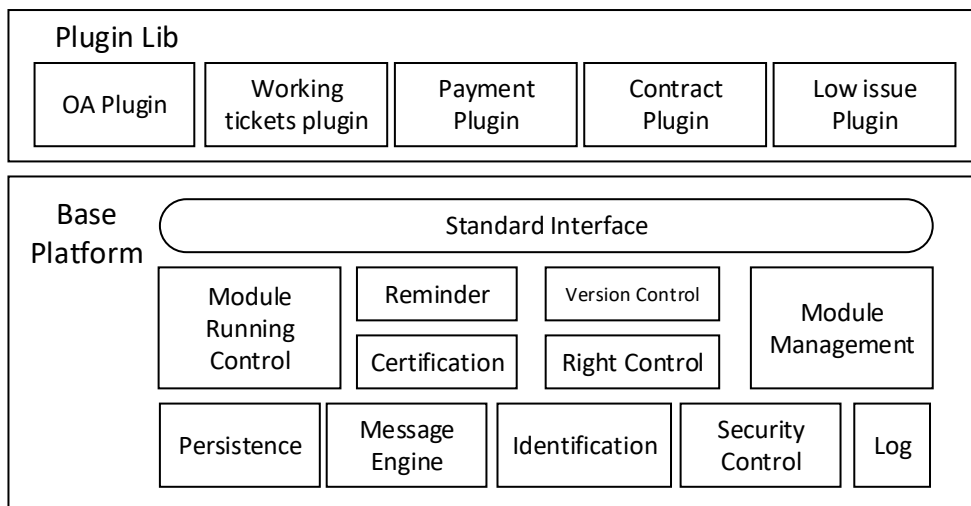 Plugin Lib
OA Plugin
Working
tickets plugin
Payment
Plugin
Contract
Plugin
Low issue
Plugin
Base
Platform
Standard Interface
Module
Running
Control
Reminder
Version Control
Certification
Right Control
Module
Management
Persistence
Message
Engine
Identification
Security
Control
Log